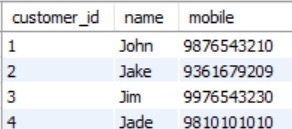 customer_id name mobile
1 John 9876543210
2 Jake 9361679209
3 Jim 9976543230
4 Jade 9810101010